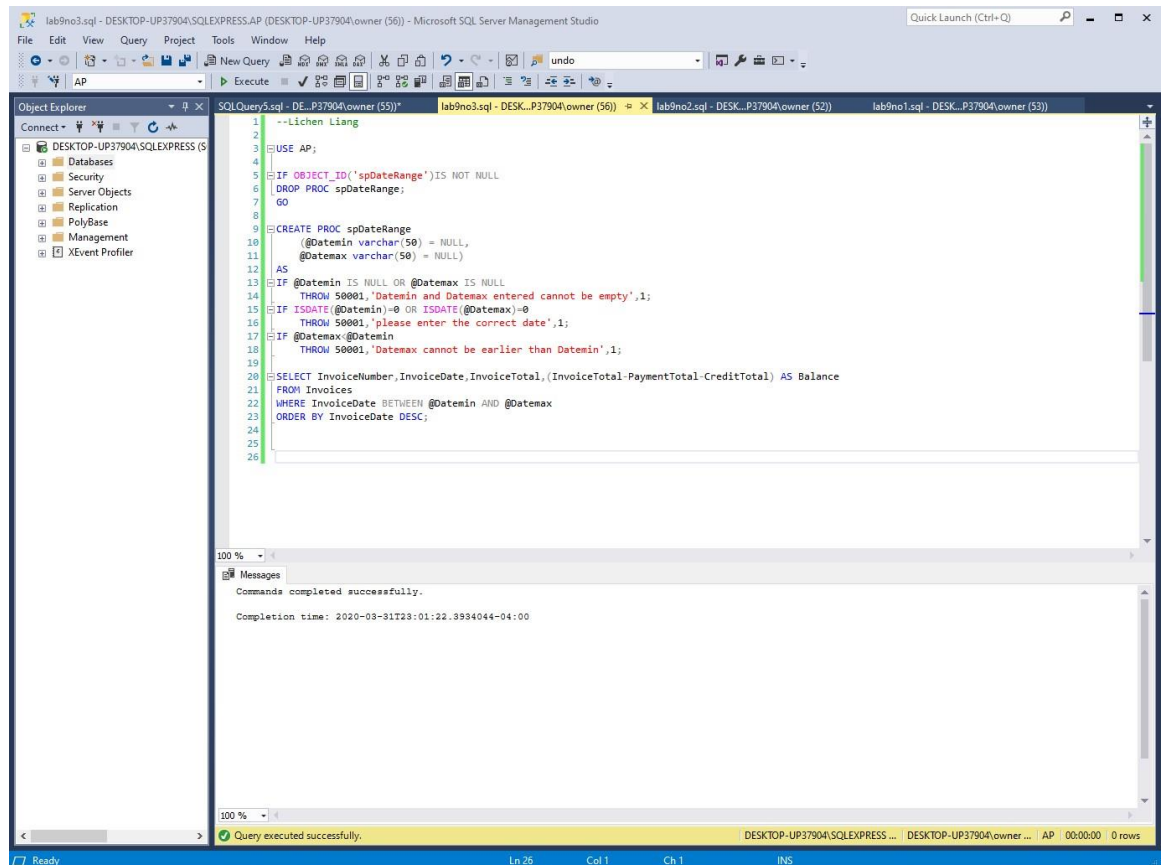 lab9no3.sql - DESKTOP-UP37904\SQLEXPRESS.AP (DESKTOP-UP37904\owner (56)) - Microsoft SQL Server Management Studio
Quick Launch (Ctrl+Q)
File Edit View Query Project Tools Window Help
New Query
undo
AP
Execute
Object Explorer
SQLQuery5.sql - DE...P37904\owner (55))*
lab9no3.sql - DESK...P37904\owner (56))
lab9no2.sql - DESK...P37904\owner (52))
lab9no1.sql - DESK...P37904\owner (53))
Connect
DESKTOP-UP37904\SQLEXPRESS (S
Databases
Security
Server Objects
Replication
PolyBase
Management
XEvent Profiler
1 --Lichen Liang
2
3 USE AP;
4
5 IF OBJECT_ID('spDateRange')IS NOT NULL
6 DROP PROC spDateRange;
7 GO
8
9 CREATE PROC spDateRange
10 (@Datemin varchar(50) = NULL,
11 @Datemax varchar(50) = NULL)
12 AS
13 IF @Datemin IS NULL OR @Datemax IS NULL
14 THROW 50001,'Datemin and Datemax entered cannot be empty',1;
15 IF ISDATE(@Datemin)=0 OR ISDATE(@Datemax)=0
16 THROW 50001,'please enter the correct date',1;
17 IF @Datemax<@Datemin
18 THROW 50001,'Datemax cannot be earlier than Datemin',1;
19
20 SELECT InvoiceNumber,InvoiceDate,InvoiceTotal,(InvoiceTotal-PaymentTotal-CreditTotal) AS Balance
21 FROM Invoices
22 WHERE InvoiceDate BETWEEN @Datemin AND @Datemax
23 ORDER BY InvoiceDate DESC;
24
25
26
100 %
Messages
Commands completed successfully.
Completion time: 2020-03-31T23:01:22.3934044-04:00
100 %
Query executed successfully.
DESKTOP-UP37904\SQLEXPRESS ... DESKTOP-UP37904\owner ... AP 00:00:00 0 rows
Ready
Ln 26 Col 1 Ch 1 INS